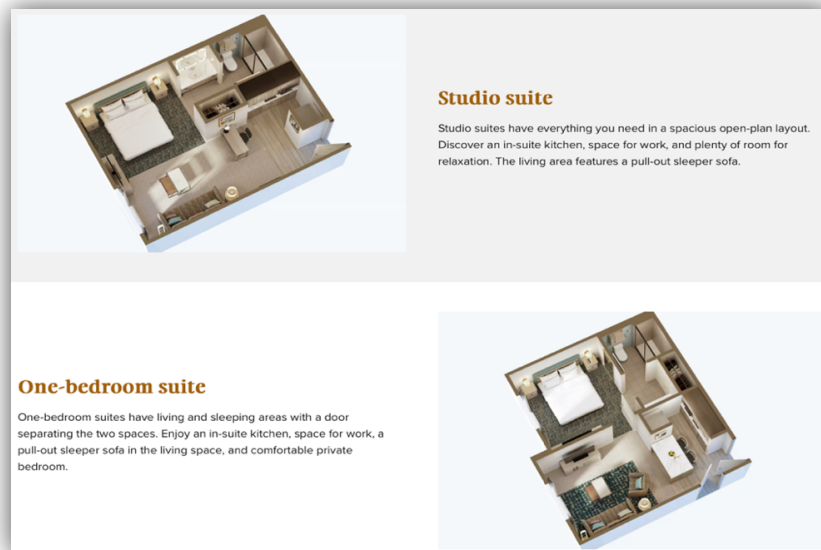 Studio suite
Studio suites have everything you need in a spacious open-plan layout.
Discover an in-suite kitchen, space for work, and plenty of room for
relaxation. The living area features a pull-out sleeper sofa.
One-bedroom suite
One-bedroom suites have living and sleeping areas with a door
separating the two spaces. Enjoy an in-suite kitchen, space for work, a
pull-out sleeper sofa in the living space, and comfortable private
bedroom.